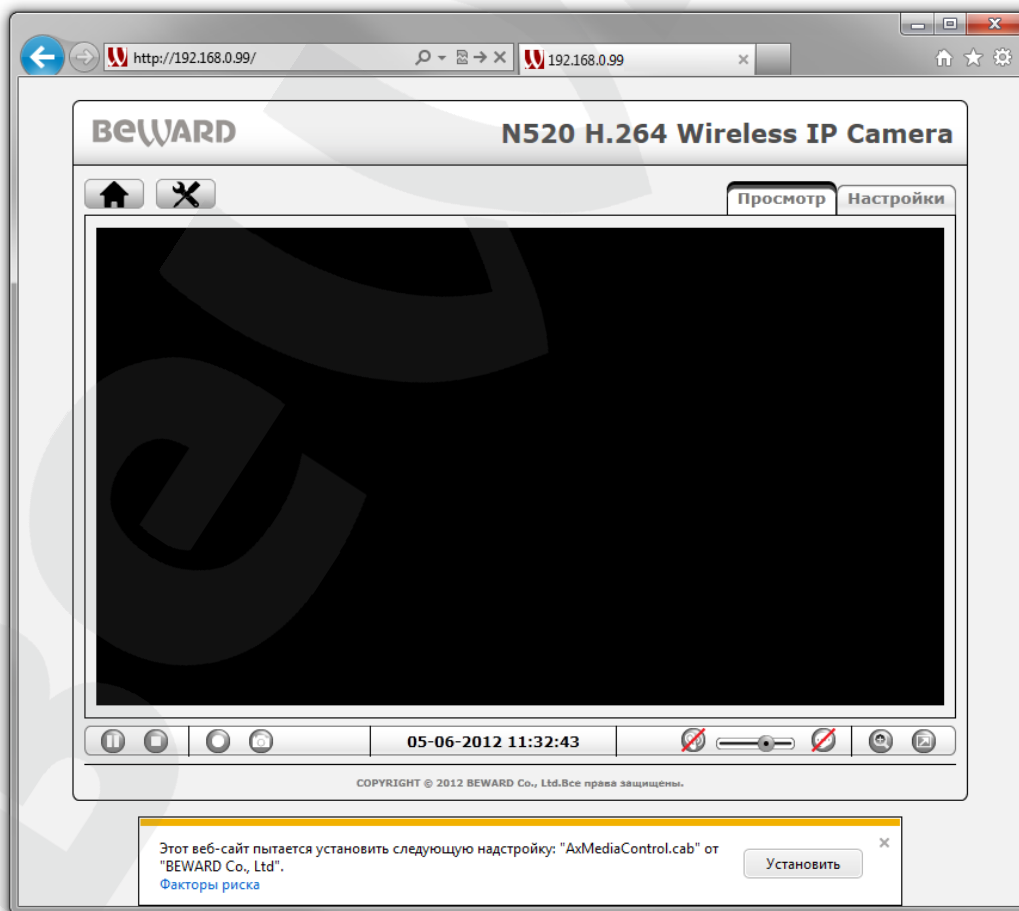 http://192.168.0.99/
192.168.0.99
BEWARD
N520 H.264 Wireless IP Camera
Просмотр
Настройки
05-06-2012 11:32:43
COPYRIGHT © 2012 BEWARD Co., Ltd.Все права защищены.
Этот веб-сайт пытается установить следующую надстройку: "AxMediaControl.cab" от
"BEWARD Co., Ltd".
Факторы риска
Установить